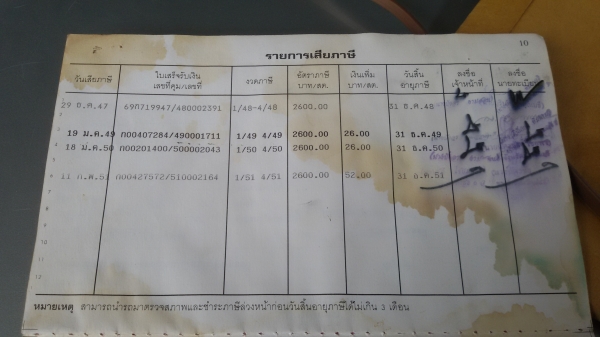 10
รายการเสียภาษี
วันเสียภาษี ใบเสร็จรับเงิน เลขที่คุม/เลขที่ งวดภาษี อัตราภาษี บาท/สต. เงินเพิ่ม บาท/สต. วันสิ้น อายุภาษี ลงชื่อ เจ้าหน้าที่ ลงชื่อ นายทะเบียน
29 ธ.ค.47 69ก719947/480002391 1/48-4/48 2600.00 31 ธ.ค.48
19 ม.ค.49 ก00407284/490001711 1/49 4/49 2600.00 26.00 31 ธ.ค.49
18 ม.ค.50 ก00201400/500002043 1/50 4/50 2600.00 26.00 31 ธ.ค.50
11 ก427572/510002164 1/51 4/51 2600.00 52.00 31 ธ.ค.51
7
8
9
10
11
12
หมายเหตุ สามารถนำรถมาตรวจสภาพและชำระภาษีล่วงหน้าก่อนวันสิ้นอายุภาษีได้ไม่เกิน 3 เดือน